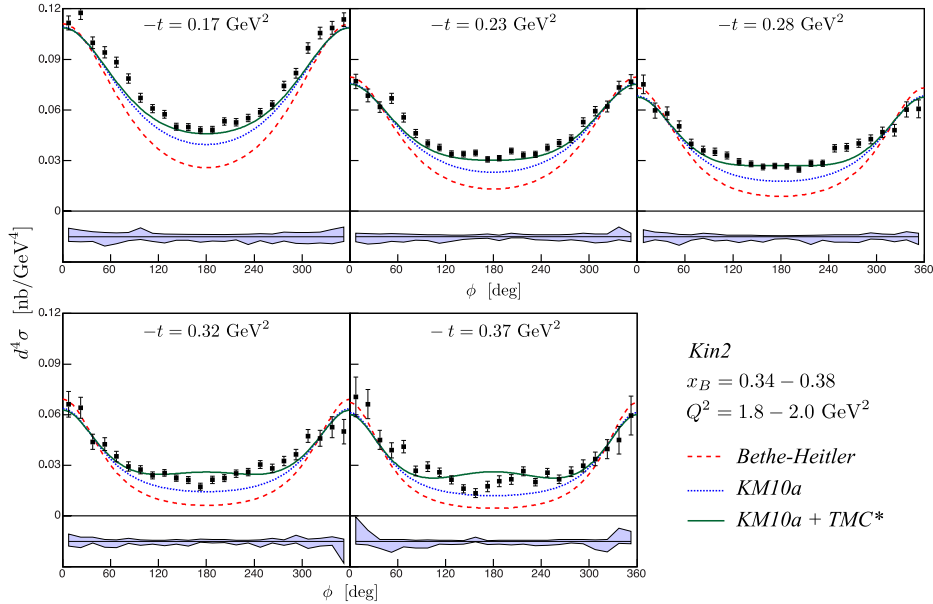 −t = 0.17 GeV²
−t = 0.23 GeV²
−t = 0.28 GeV²
0.12
0.09
0.06
0.03
0
0 60 120 180 240 300 0 60 120 180 240 300 0 60 120 180 240 300 360
ϕ [deg]
ϕ [deg]
d⁴σ [nb/GeV⁴]
−t = 0.32 GeV²
− t = 0.37 GeV²
0.12
0.09
0.06
0.03
0
0 60 120 180 240 300 0 60 120 180 240 300 360
ϕ [deg]
Kin2
x_B = 0.34 − 0.38
Q² = 1.8 − 2.0 GeV²
Bethe-Heitler
KM10a
KM10a + TMC*